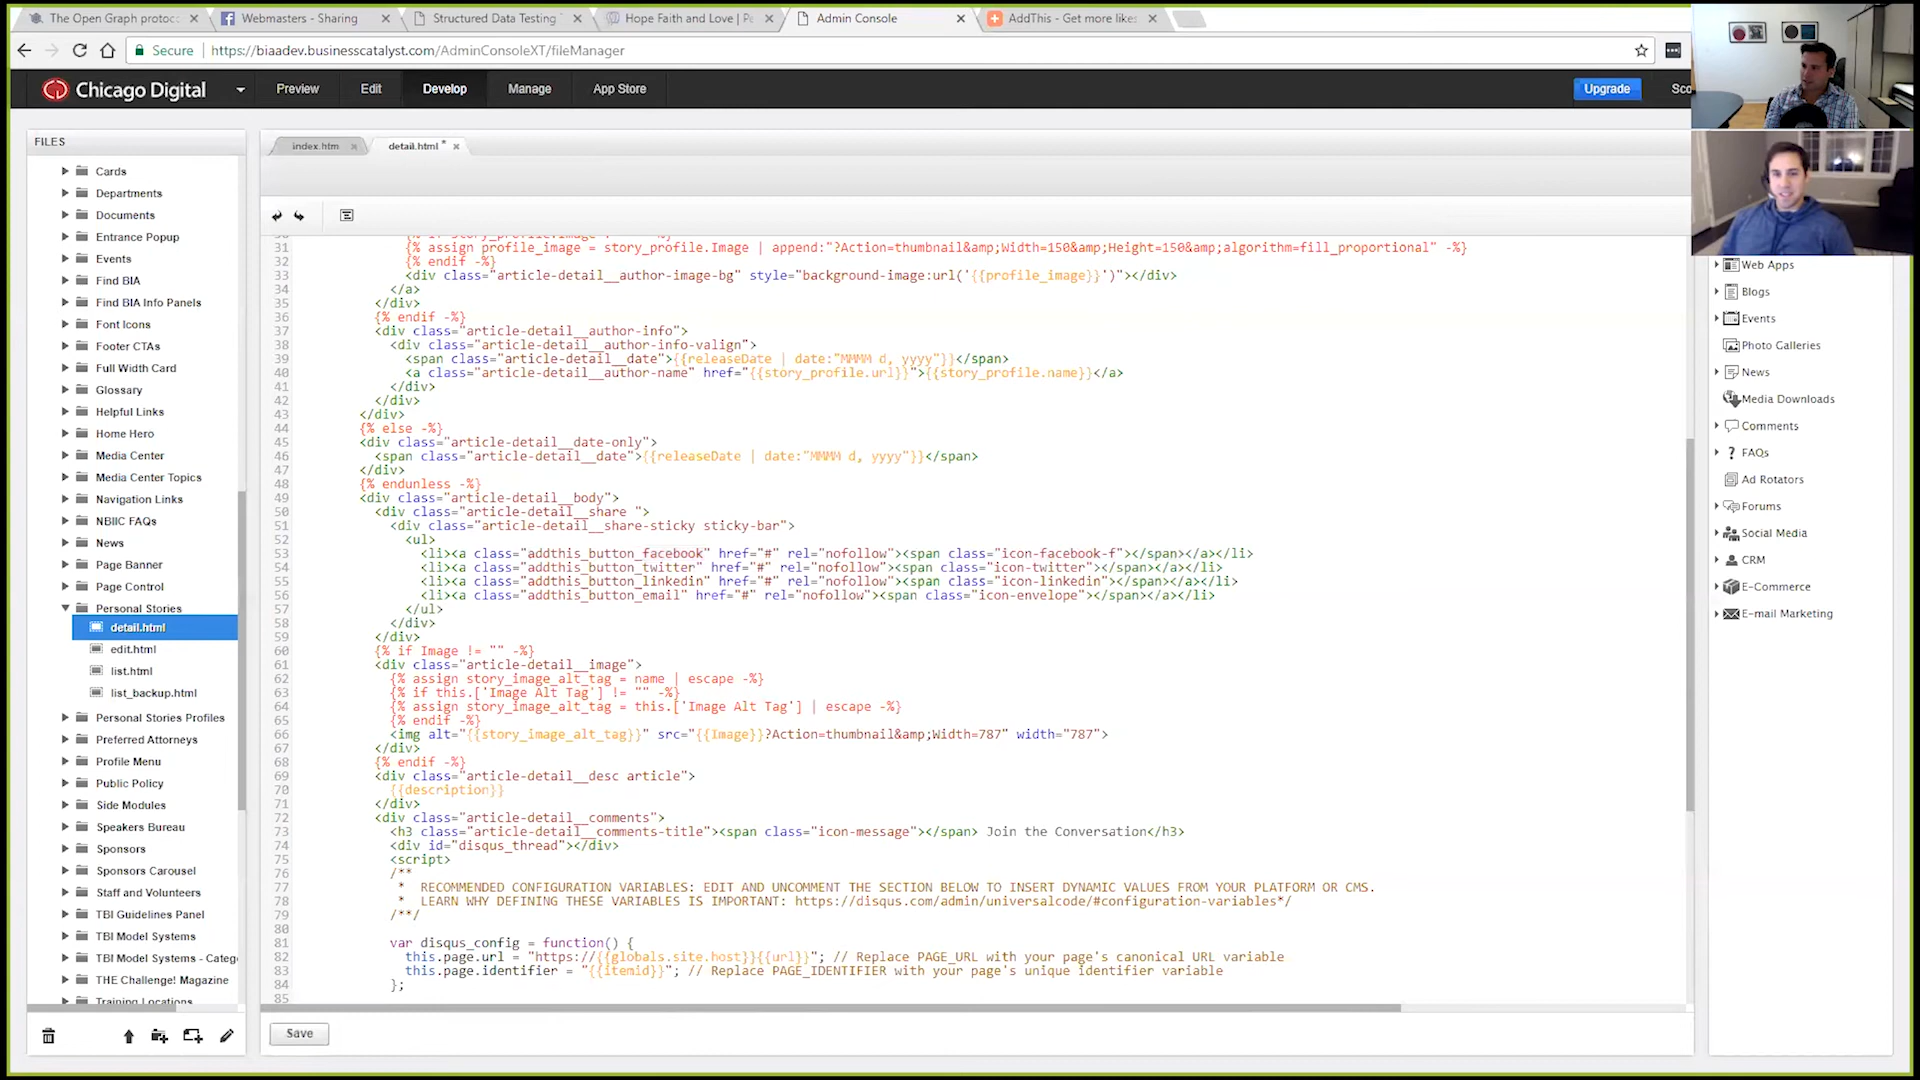 The Open Graph protoc
Webmasters - Sharing
Structured Data Testing
Hope Faith and Love | Pe
Admin Console
AddThis - Get more likes
Secure
https://biaadev.businesscatalyst.com/AdminConsoleXT/fileManager
Chicago Digital
Preview
Edit
Develop
Manage
App Store
Upgrade
Sco
FILES
Cards
Departments
Documents
Entrance Popup
Events
Find BIA
Find BIA Info Panels
Font Icons
Footer CTAs
Full Width Card
Glossary
Helpful Links
Home Hero
Media Center
Media Center Topics
Navigation Links
NBIIC FAQs
News
Page Banner
Page Control
Personal Stories
detail.html
edit.html
list.html
list_backup.html
Personal Stories Profiles
Preferred Attorneys
Profile Menu
Public Policy
Side Modules
Speakers Bureau
Sponsors
Sponsors Carousel
Staff and Volunteers
TBI Guidelines Panel
TBI Model Systems
TBI Model Systems - Catego
THE Challenge! Magazine
Training Locations
index.htm
detail.html *
31 {% assign profile_image = story_profile.Image | append:"?Action=thumbnail&amp;Width=150&amp;Height=150&amp;algorithm=fill_proportional" -%}
32 {% endif -%}
33 <div class="article-detail__author-image-bg" style="background-image:url('{{profile_image}}')"></div>
34 </a>
35 </div>
36 {% endif -%}
37 <div class="article-detail__author-info">
38 <div class="article-detail__author-info-valign">
39 <span class="article-detail__date">{{releaseDate | date:"MMMM d, yyyy"}}</span>
40 <a class="article-detail__author-name" href="{{story_profile.url}}">{{story_profile.name}}</a>
41 </div>
42 </div>
43 </div>
44 {% else -%}
45 <div class="article-detail__date-only">
46 <span class="article-detail__date">{{releaseDate | date:"MMMM d, yyyy"}}</span>
47 </div>
48 {% endunless -%}
49 <div class="article-detail__body">
50 <div class="article-detail__share ">
51 <div class="article-detail__share-sticky sticky-bar">
52 <ul>
53 <li><a class="addthis_button_facebook" href="#" rel="nofollow"><span class="icon-facebook-f"></span></a></li>
54 <li><a class="addthis_button_twitter" href="#" rel="nofollow"><span class="icon-twitter"></span></a></li>
55 <li><a class="addthis_button_linkedin" href="#" rel="nofollow"><span class="icon-linkedin"></span></a></li>
56 <li><a class="addthis_button_email" href="#" rel="nofollow"><span class="icon-envelope"></span></a></li>
57 </ul>
58 </div>
59 </div>
60 {% if Image != "" -%}
61 <div class="article-detail__image">
62 {% assign story_image_alt_tag = name | escape -%}
63 {% if this.['Image Alt Tag'] != "" -%}
64 {% assign story_image_alt_tag = this.['Image Alt Tag'] | escape -%}
65 {% endif -%}
66 <img alt="{{story_image_alt_tag}}" src="{{Image}}?Action=thumbnail&amp;Width=787" width="787">
67 </div>
68 {% endif -%}
69 <div class="article-detail__desc article">
70 {{description}}
71 </div>
72 <div class="article-detail__comments">
73 <h3 class="article-detail__comments-title"><span class="icon-message"></span> Join the Conversation</h3>
74 <div id="disqus_thread"></div>
75 <script>
76 /**
77 * RECOMMENDED CONFIGURATION VARIABLES: EDIT AND UNCOMMENT THE SECTION BELOW TO INSERT DYNAMIC VALUES FROM YOUR PLATFORM OR CMS.
78 * LEARN WHY DEFINING THESE VARIABLES IS IMPORTANT: https://disqus.com/admin/universalcode/#configuration-variables*/
79 /**/
80
81 var disqus_config = function() {
82 this.page.url = "https://{{globals.site.host}}{{url}}"; // Replace PAGE_URL with your page's canonical URL variable
83 this.page.identifier = "{{itemid}}"; // Replace PAGE_IDENTIFIER with your page's unique identifier variable
84 };
85
Save
Web Apps
Blogs
Events
Photo Galleries
News
Media Downloads
Comments
FAQs
Ad Rotators
Forums
Social Media
CRM
E-Commerce
E-mail Marketing